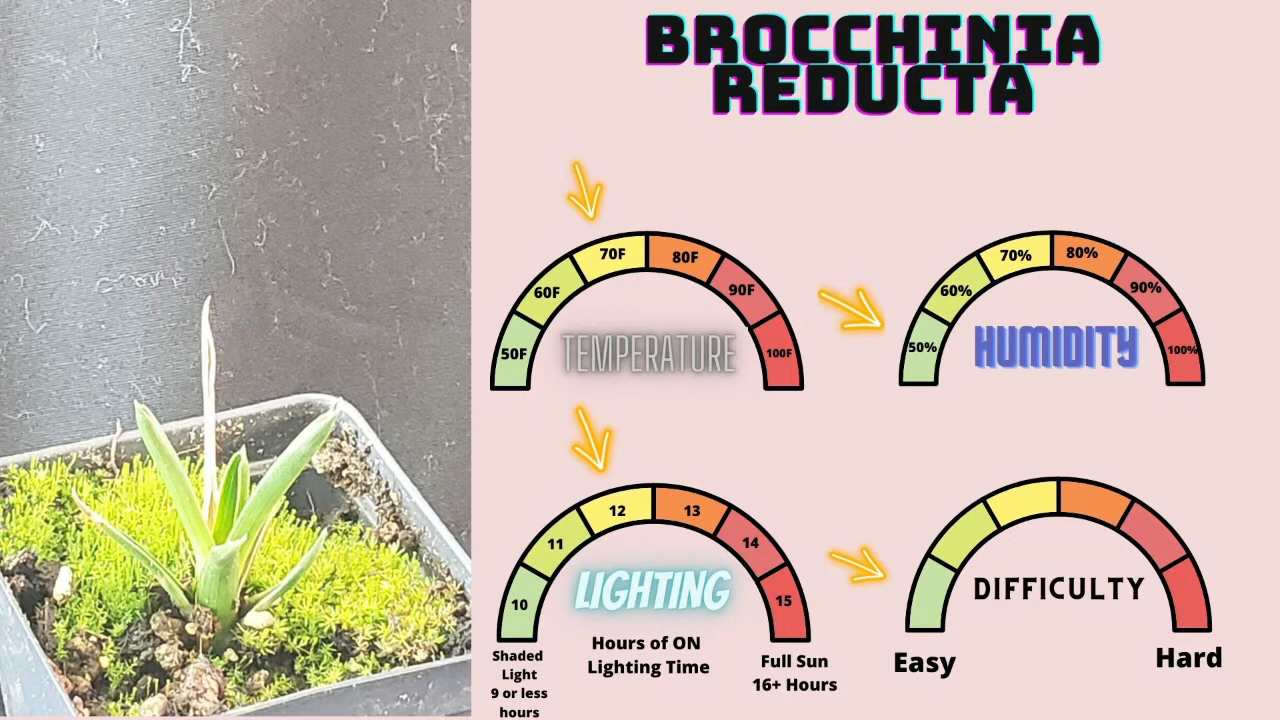 BROCCHINIA
REDUCTA
50F
60F
70F
80F
90F
100F
TEMPERATURE
50%
60%
70%
80%
90%
100%
HUMIDITY
10
11
12
13
14
15
LIGHTING
Hours of ON
Lighting Time
Shaded
Light
9 or less
hours
Full Sun
16+ Hours
DIFFICULTY
Easy
Hard